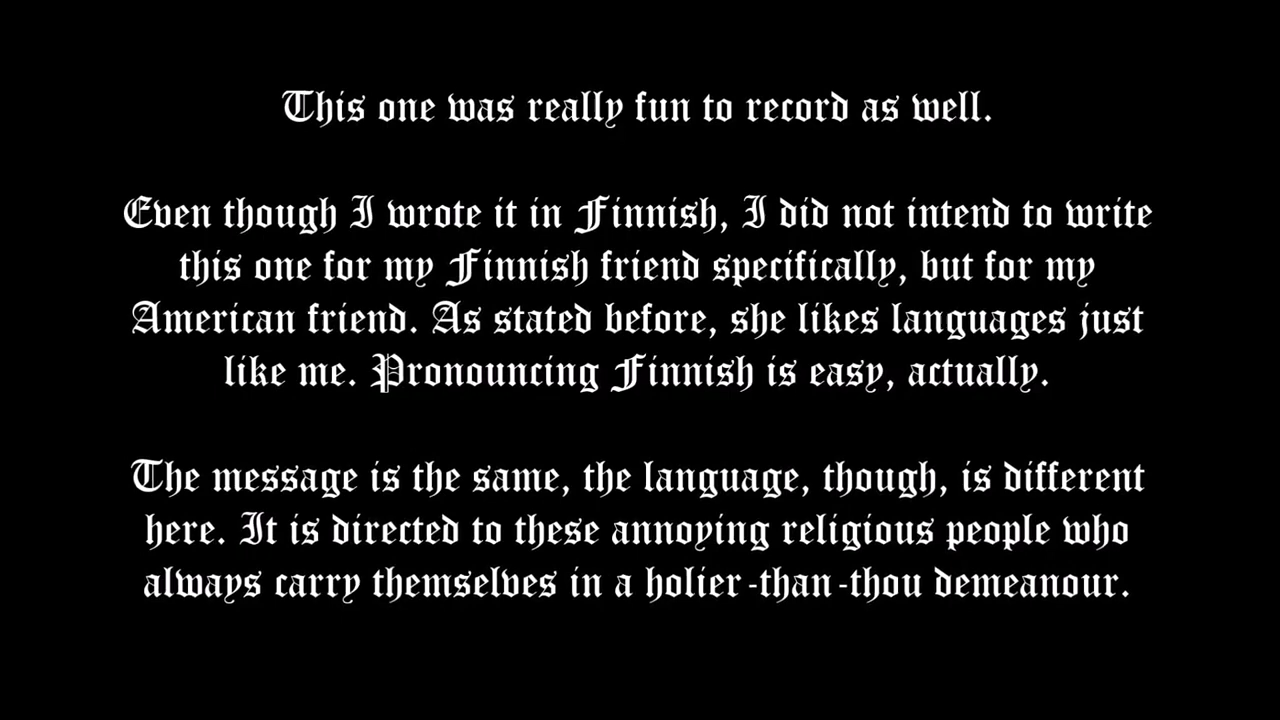 This one was really fun to record as well.
Even though I wrote it in Finnish, I did not intend to write
this one for my Finnish friend specifically, but for my
American friend. As stated before, she likes languages just
like me. Pronouncing Finnish is easy, actually.
The message is the same, the language, though, is different
here. It is directed to these annoying religious people who
always carry themselves in a holier-than-thou demeanour.